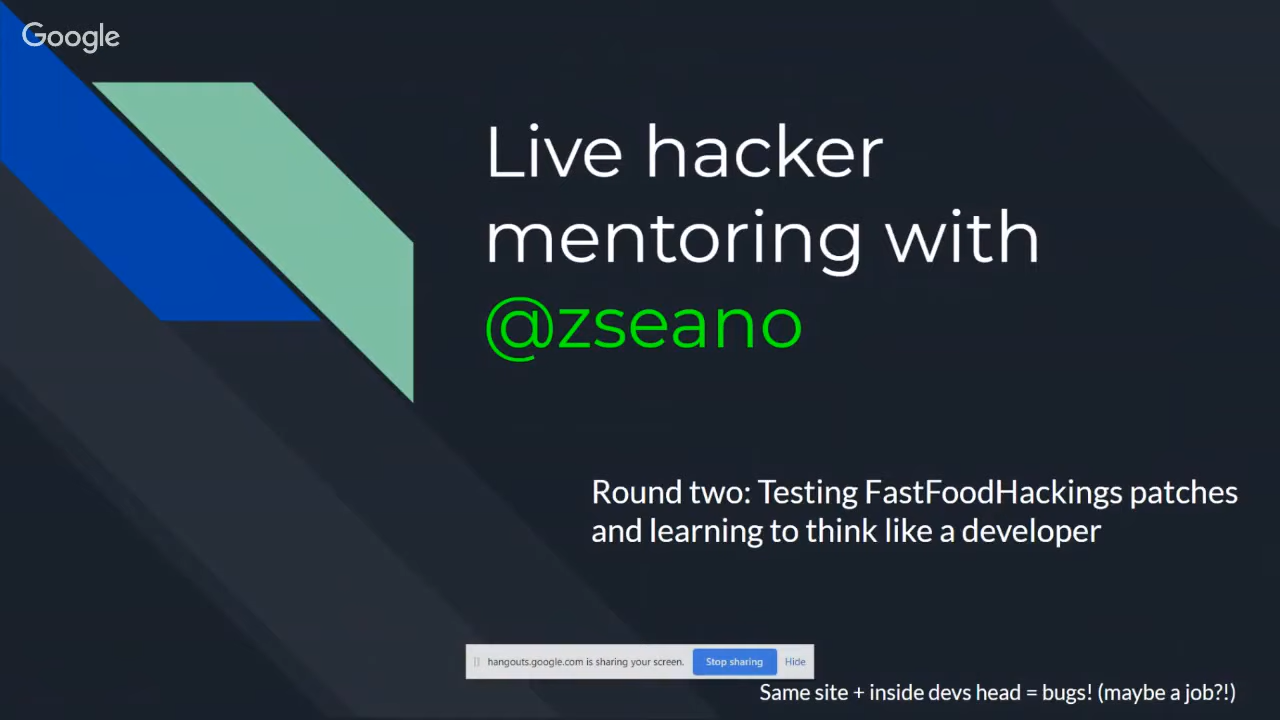 Google
Live hacker
mentoring with
@zseano
Round two: Testing FastFoodHackings patches
and learning to think like a developer
hangouts.google.com is sharing your screen. Stop sharing Hide
Same site + inside devs head = bugs! (maybe a job?!)